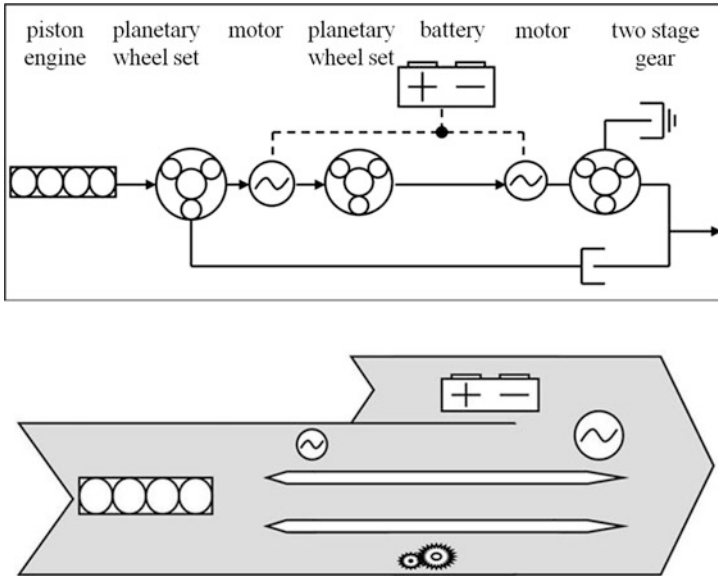 piston planetary motor planetary battery motor two stage
engine wheel set wheel set gear